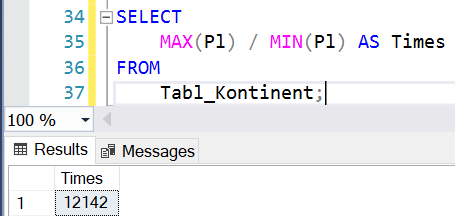 34 SELECT
35 MAX(Pl) / MIN(Pl) AS Times
36 FROM
37 Tabl_Kontinent;
100 %
Results Messages
Times
1 12142